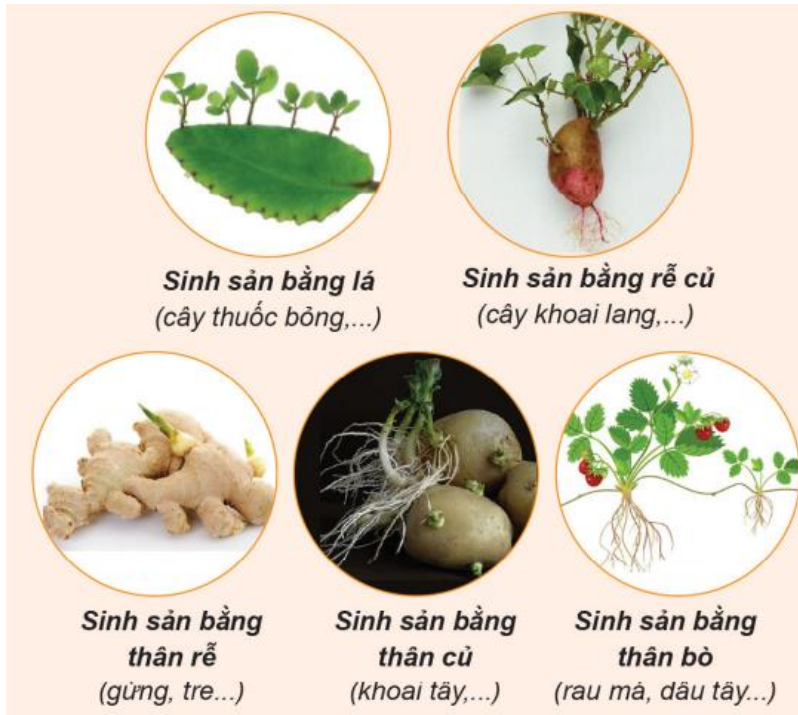 Sinh sản bằng lá
(cây thuốc bỏng,...)
Sinh sản bằng rễ củ
(cây khoai lang,...)
Sinh sản bằng
thân rễ
(gừng, tre...)
Sinh sản bằng
thân củ
(khoai tây,...)
Sinh sản bằng
thân bò
(rau má, dâu tây...)